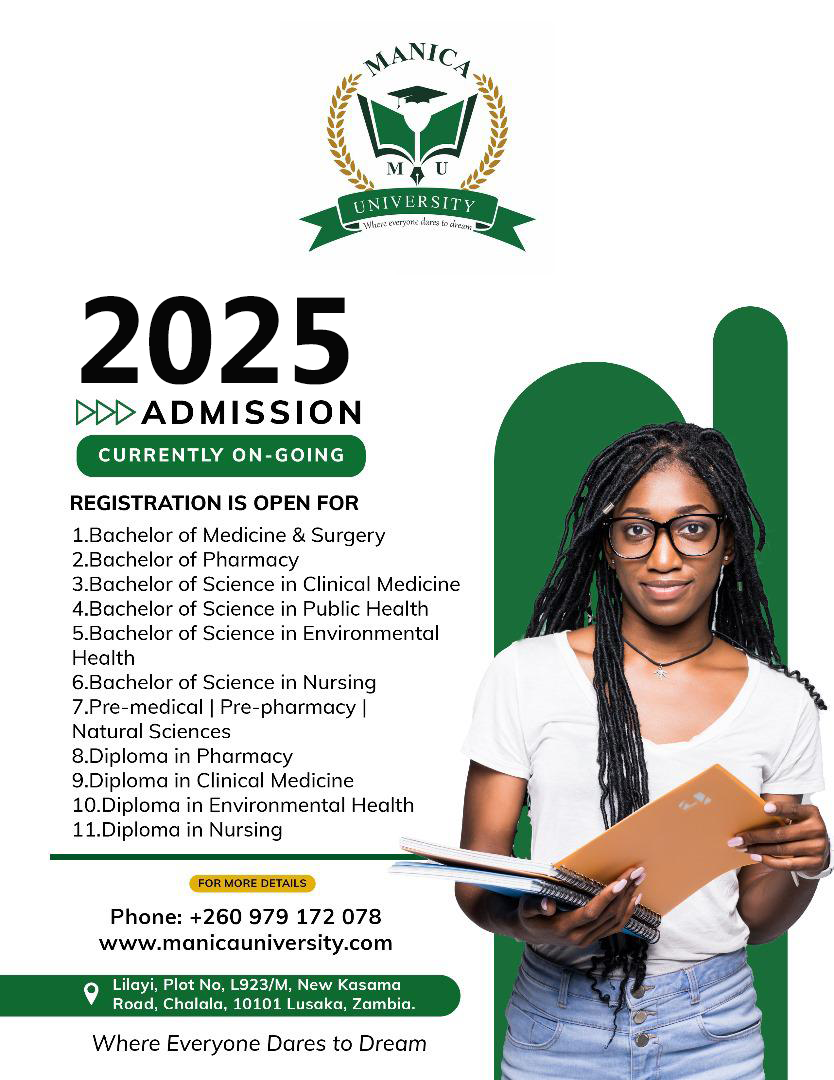 MANICA
M U
UNIVERSITY
Where everyone dares to dream
2025
ADMISSION
CURRENTLY ON-GOING
REGISTRATION IS OPEN FOR
1.Bachelor of Medicine & Surgery
2.Bachelor of Pharmacy
3.Bachelor of Science in Clinical Medicine
4.Bachelor of Science in Public Health
5.Bachelor of Science in Environmental
Health
6.Bachelor of Science in Nursing
7.Pre-medical | Pre-pharmacy |
Natural Sciences
8.Diploma in Pharmacy
9.Diploma in Clinical Medicine
10.Diploma in Environmental Health
11.Diploma in Nursing
FOR MORE DETAILS
Phone: +260 979 172 078
www.manicauniversity.com
Lilayi, Plot No, L923/M, New Kasama
Road, Chalala, 10101 Lusaka, Zambia.
Where Everyone Dares to Dream